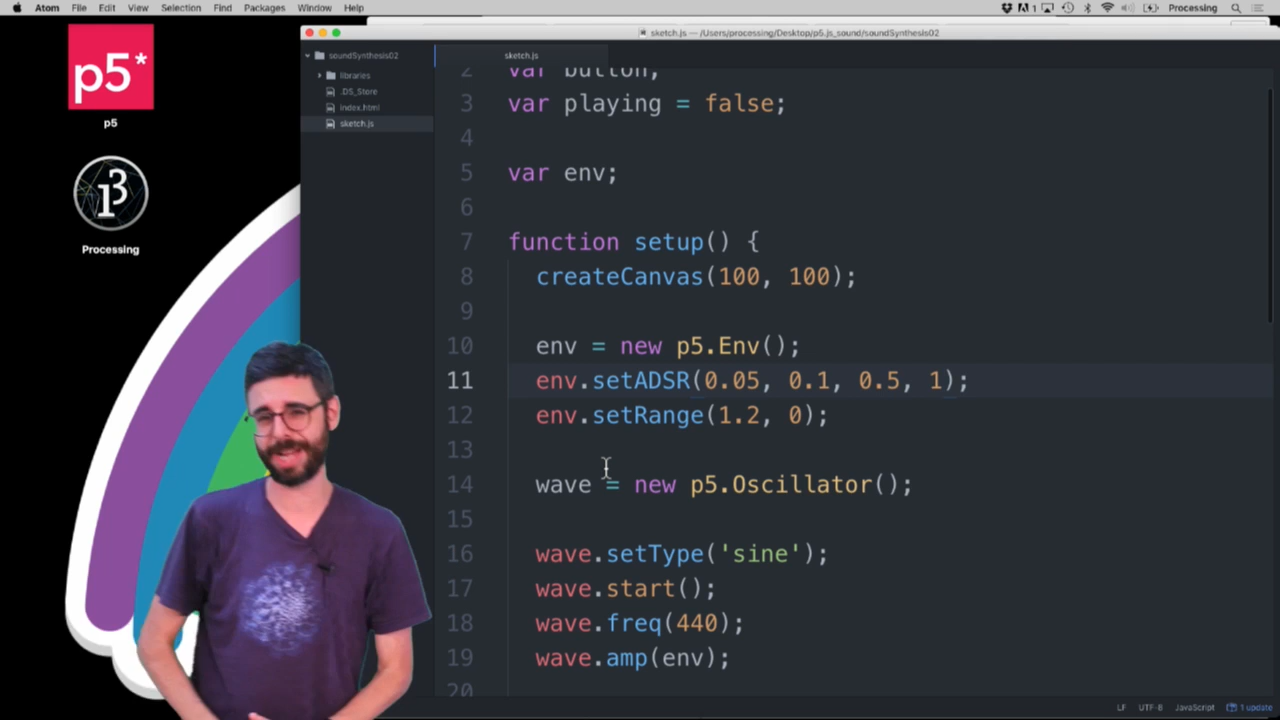 Atom File Edit View Selection Find Packages Window Help
1 Processing
sketch.js — /Users/processing/Desktop/p5.js_sound/soundSynthesis02
soundSynthesis02
libraries
.DS_Store
index.html
sketch.js
sketch.js
p5*
p5
Processing
2 var button;
3 var playing = false;
4
5 var env;
6
7 function setup() {
8 createCanvas(100, 100);
9
10 env = new p5.Env();
11 env.setADSR(0.05, 0.1, 0.5, 1);
12 env.setRange(1.2, 0);
13
14 wave = new p5.Oscillator();
15
16 wave.setType('sine');
17 wave.start();
18 wave.freq(440);
19 wave.amp(env);
20
LF UTF-8 JavaScript 1 update